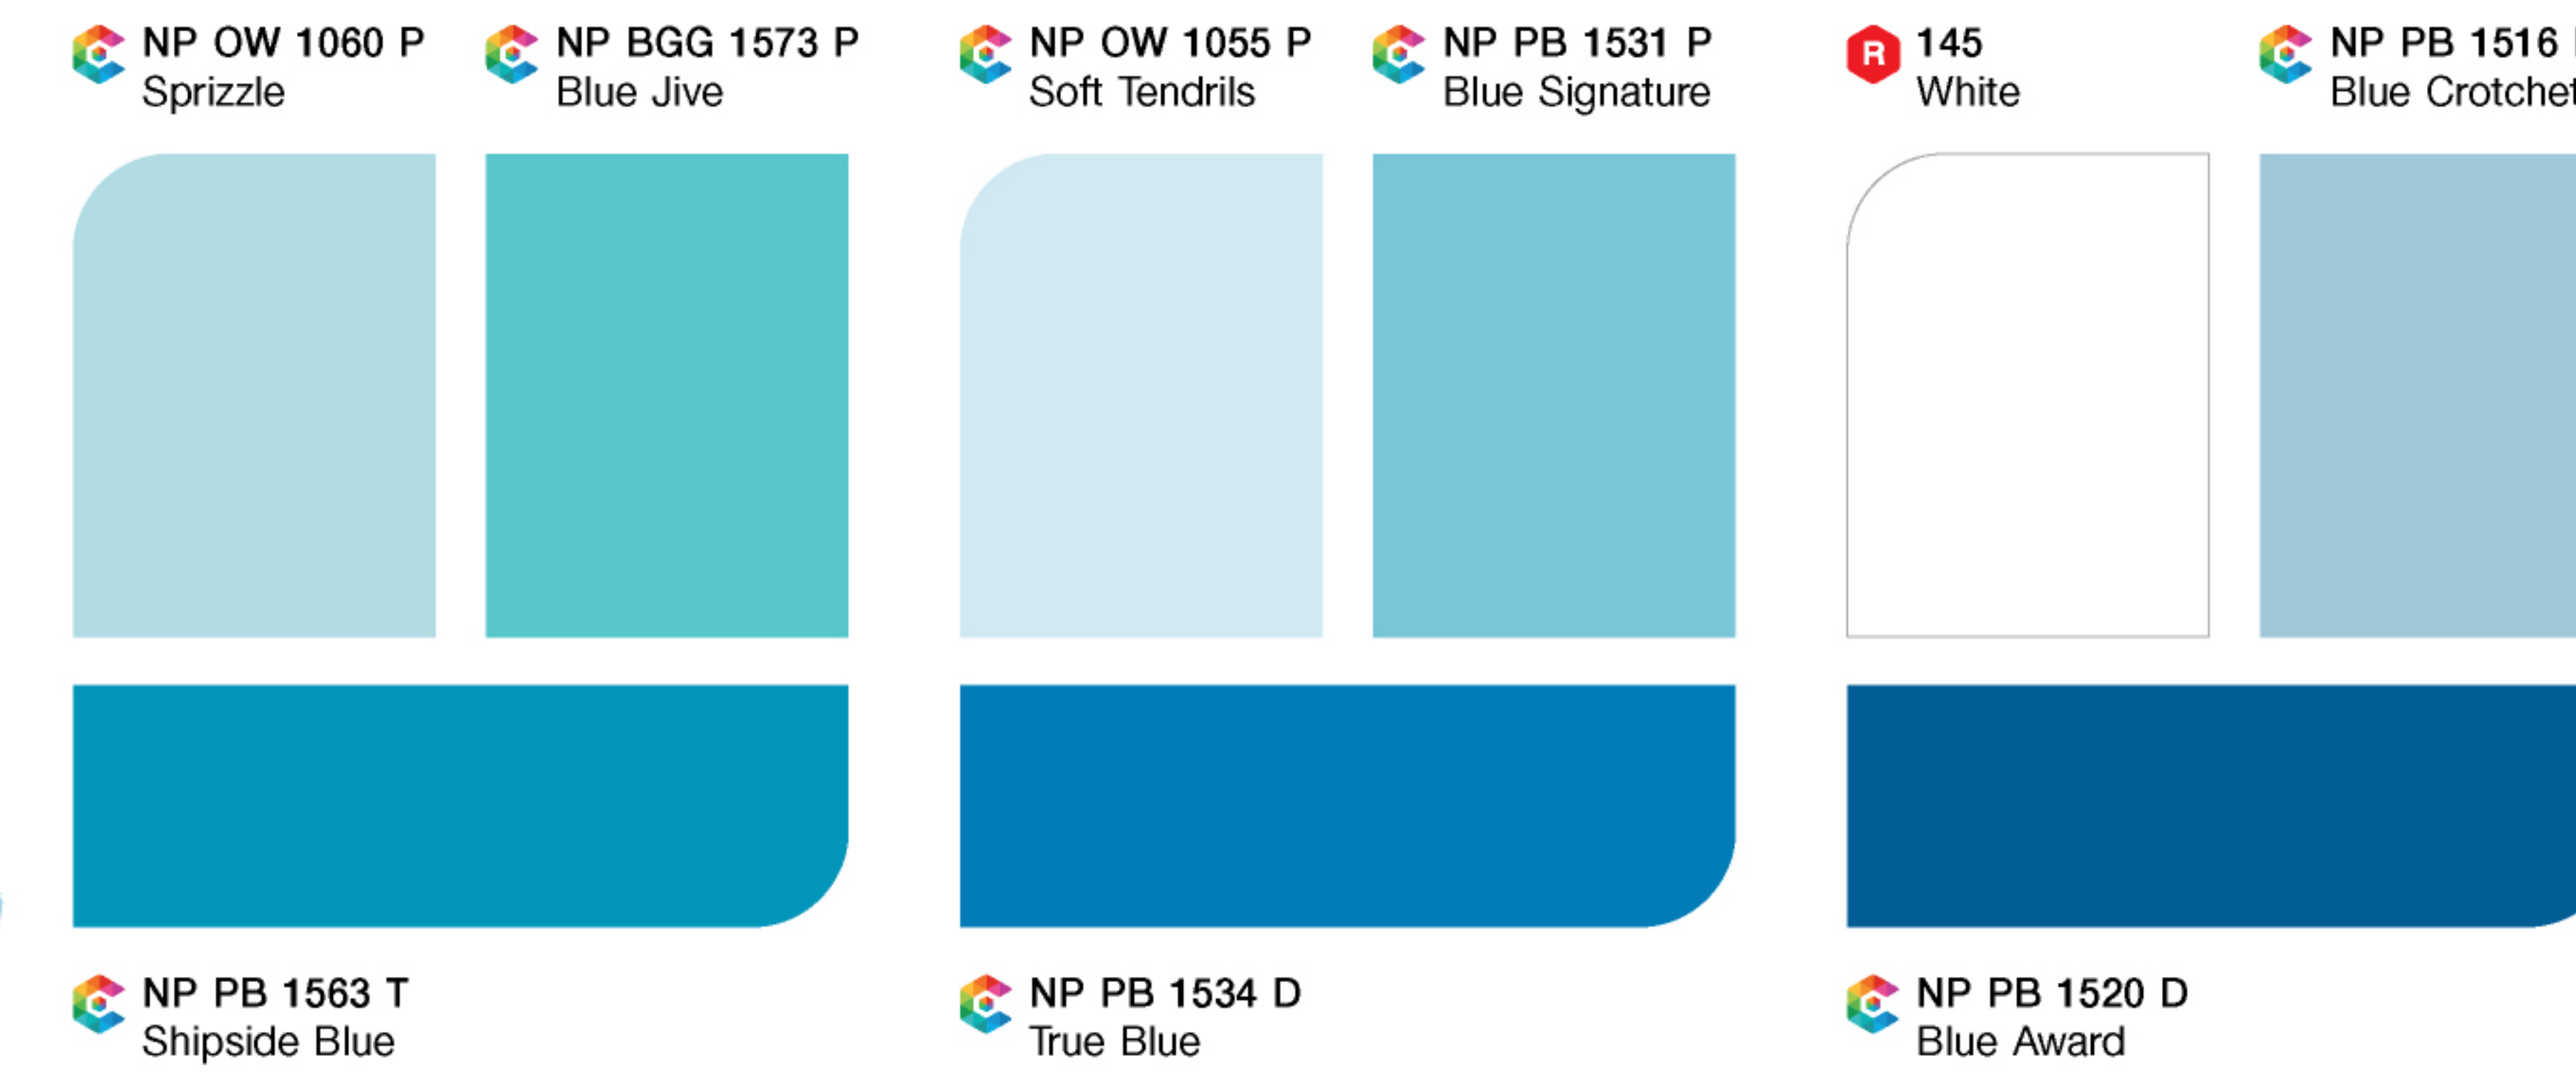 NP OW 1060 P
Sprizzle
NP BGG 1573 P
Blue Jive
NP OW 1055 P
Soft Tendrils
NP PB 1531 P
Blue Signature
R
145
White
NP PB 1516
Blue Crotchet
NP PB 1563 T
Shipside Blue
NP PB 1534 D
True Blue
NP PB 1520 D
Blue Award